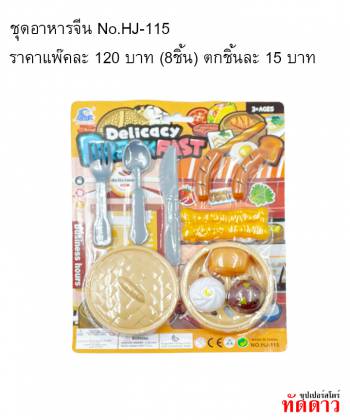 ชุดอาหารจีน No.HJ-115
ราคาแพ๊คละ 120 บาท (8ชิ้น) ตกชิ้นละ 15 บาท
3+AGES
Delicacy
BREAKFAST
Business hours
NO.HJ-115
ซุปเปอร์สโตร์
ทัดดาว